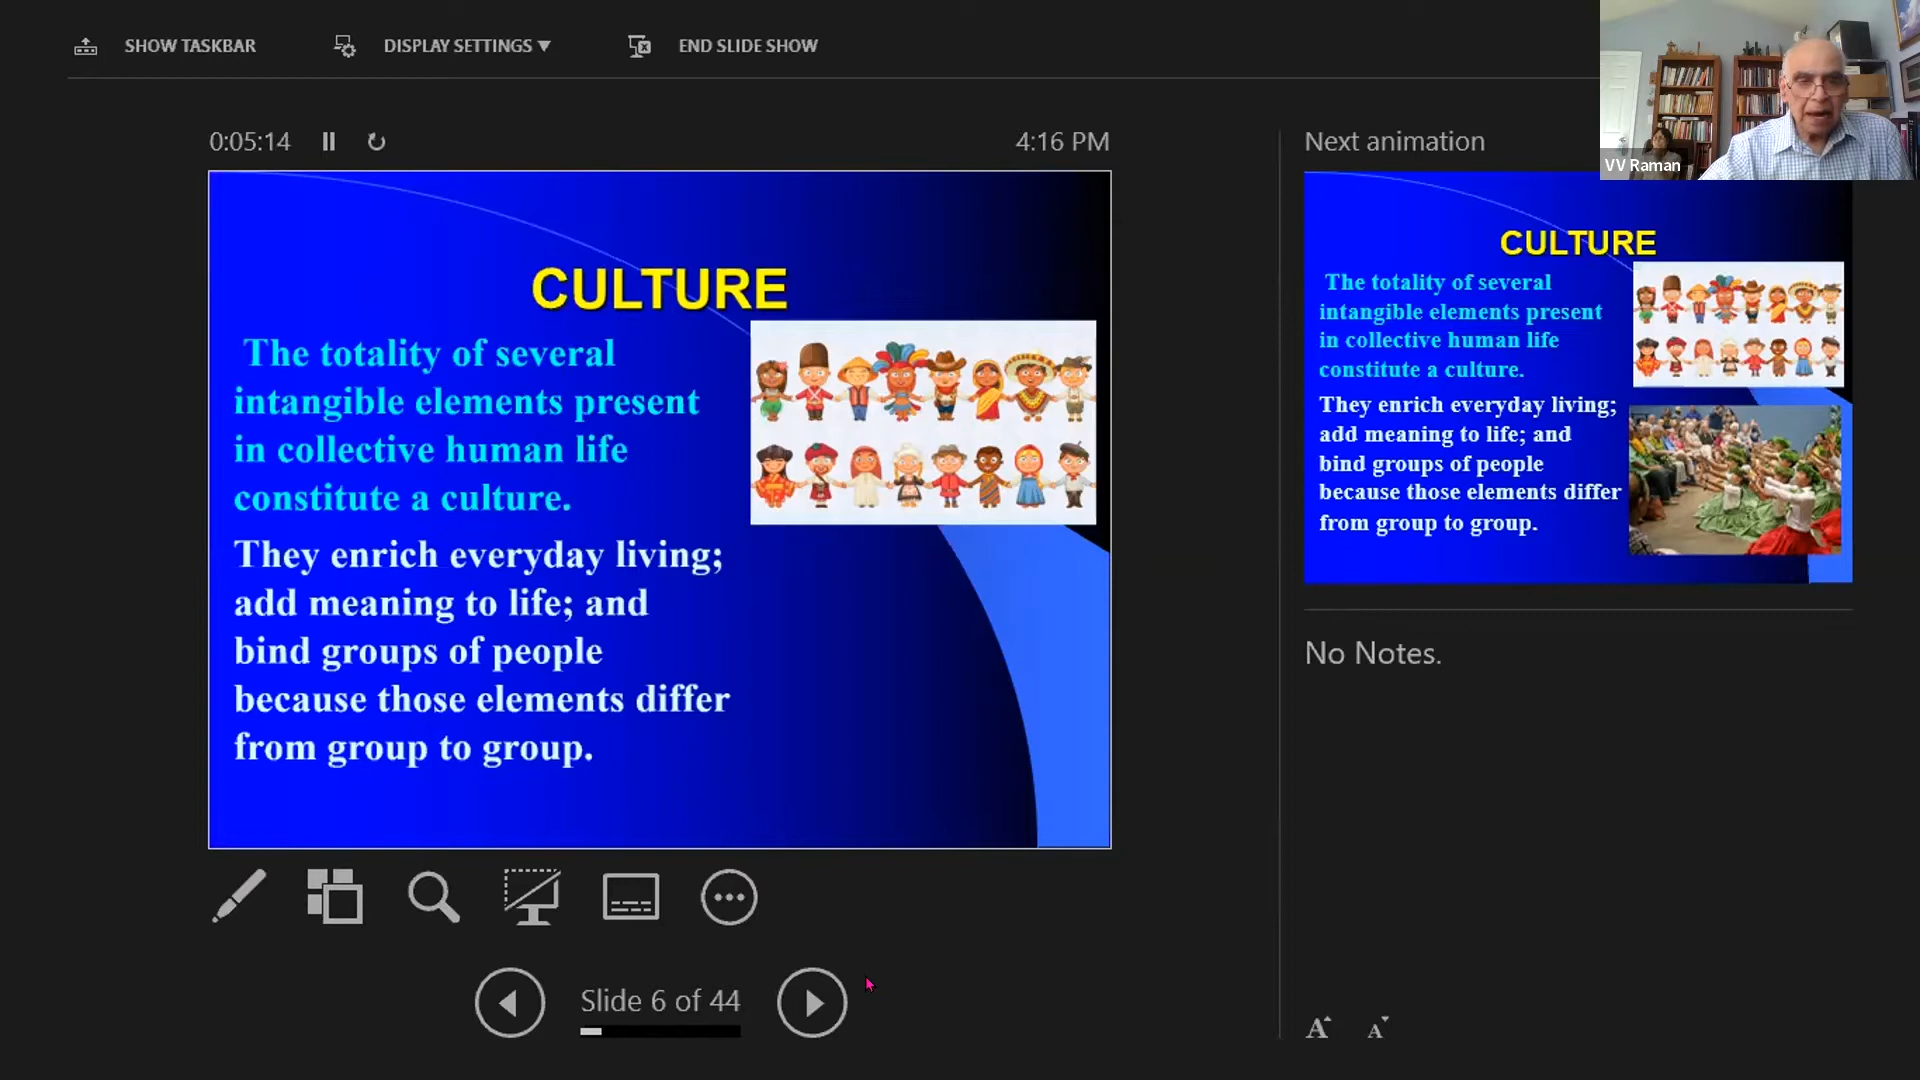 SHOW TASKBAR
DISPLAY SETTINGS ▼
END SLIDE SHOW
VV Raman
0:05:14
4:16 PM
Next animation
CULTURE
The totality of several
intangible elements present
in collective human life
constitute a culture.
They enrich everyday living;
add meaning to life; and
bind groups of people
because those elements differ
from group to group.
CULTURE
The totality of several
intangible elements present
in collective human life
constitute a culture.
They enrich everyday living;
add meaning to life; and
bind groups of people
because those elements differ
from group to group.
No Notes.
Slide 6 of 44
A A